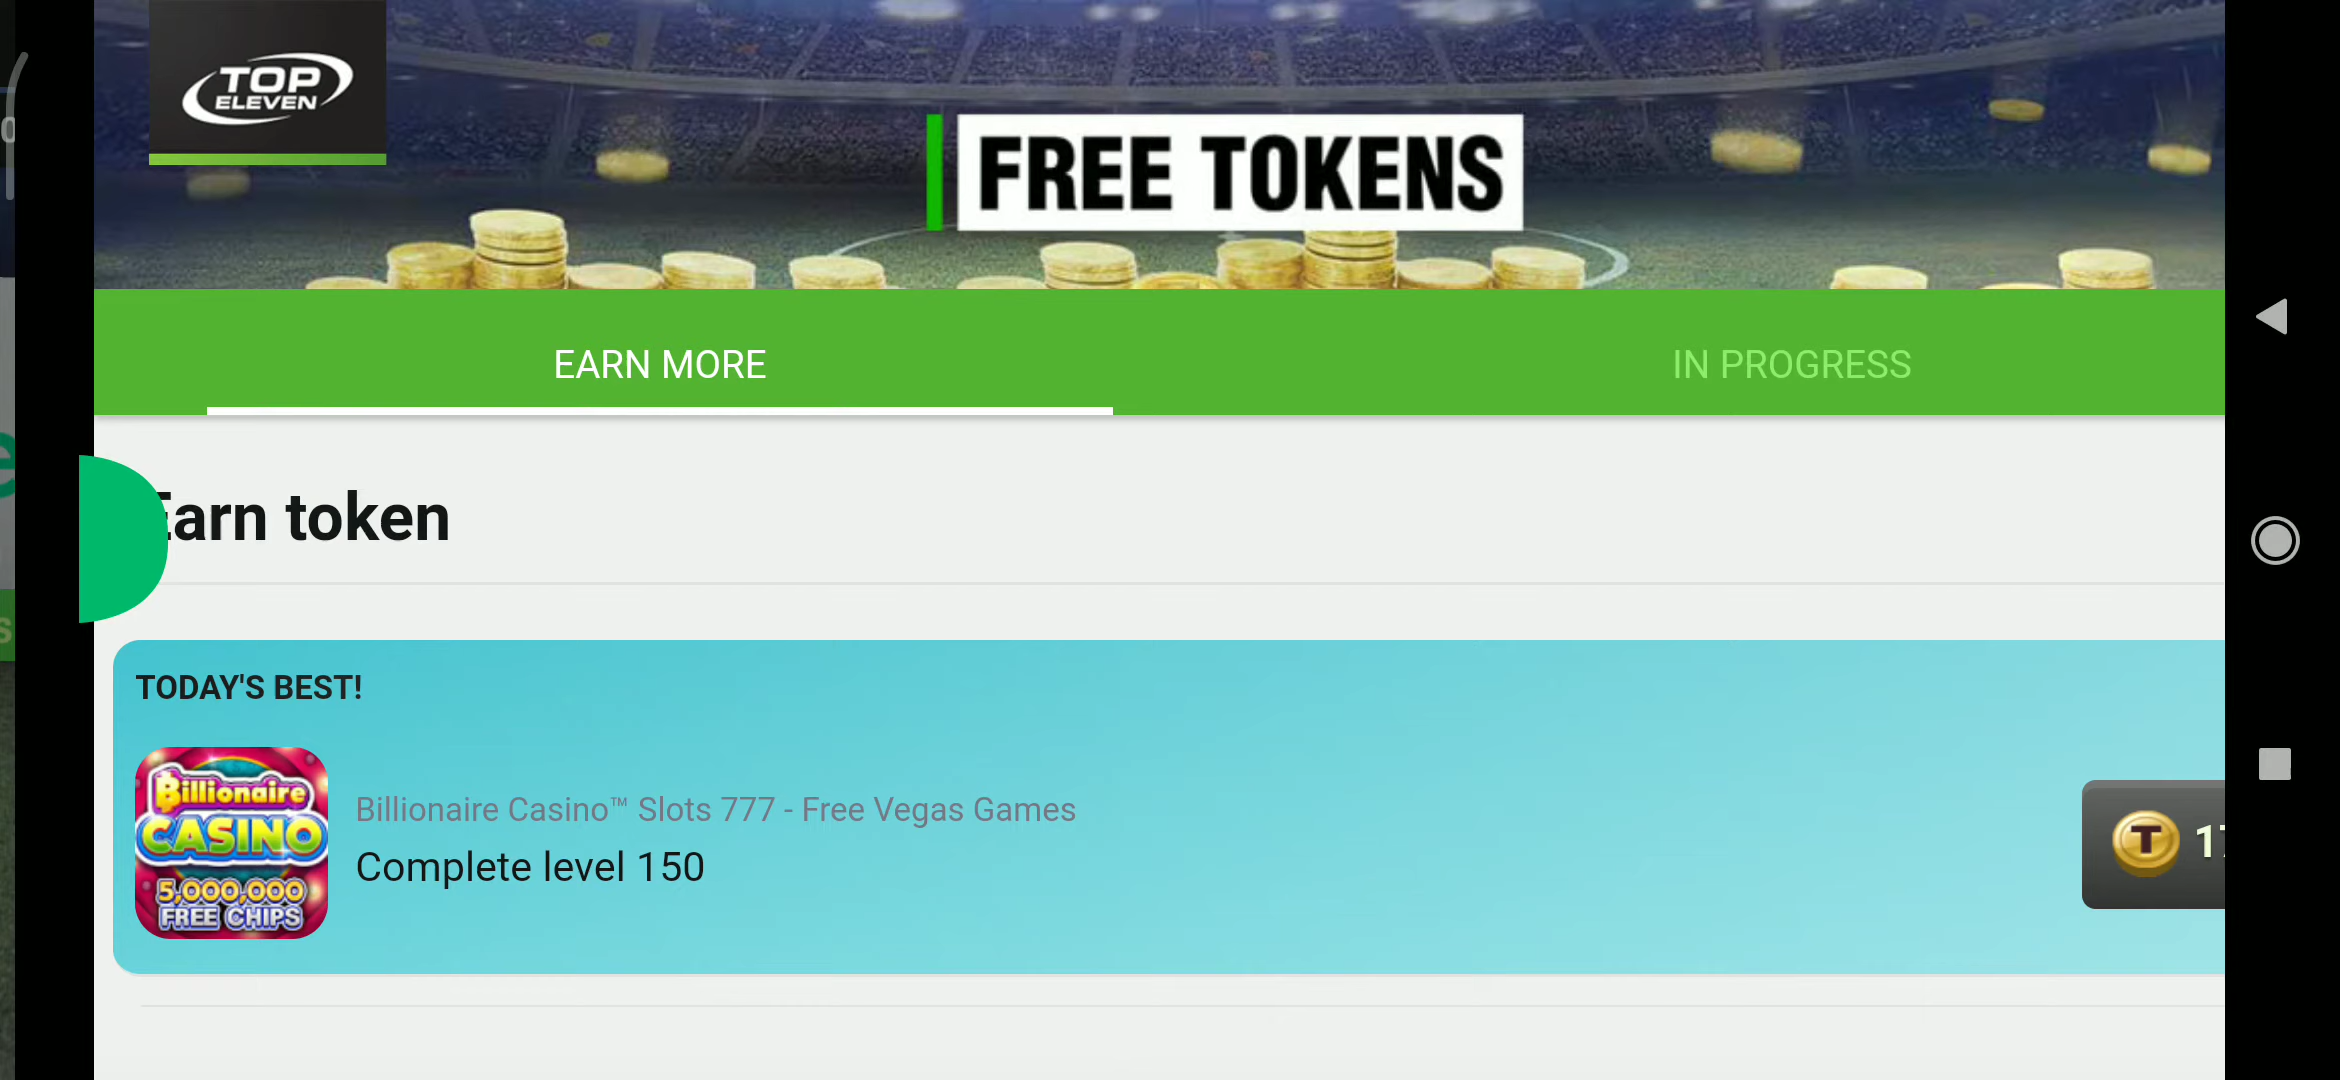 TOP
ELEVEN
FREE TOKENS
EARN MORE
IN PROGRESS
Earn token
TODAY'S BEST!
Billionaire
CASINO
5,000,000
FREE CHIPS
Billionaire Casino™ Slots 777 - Free Vegas Games
Complete level 150
T